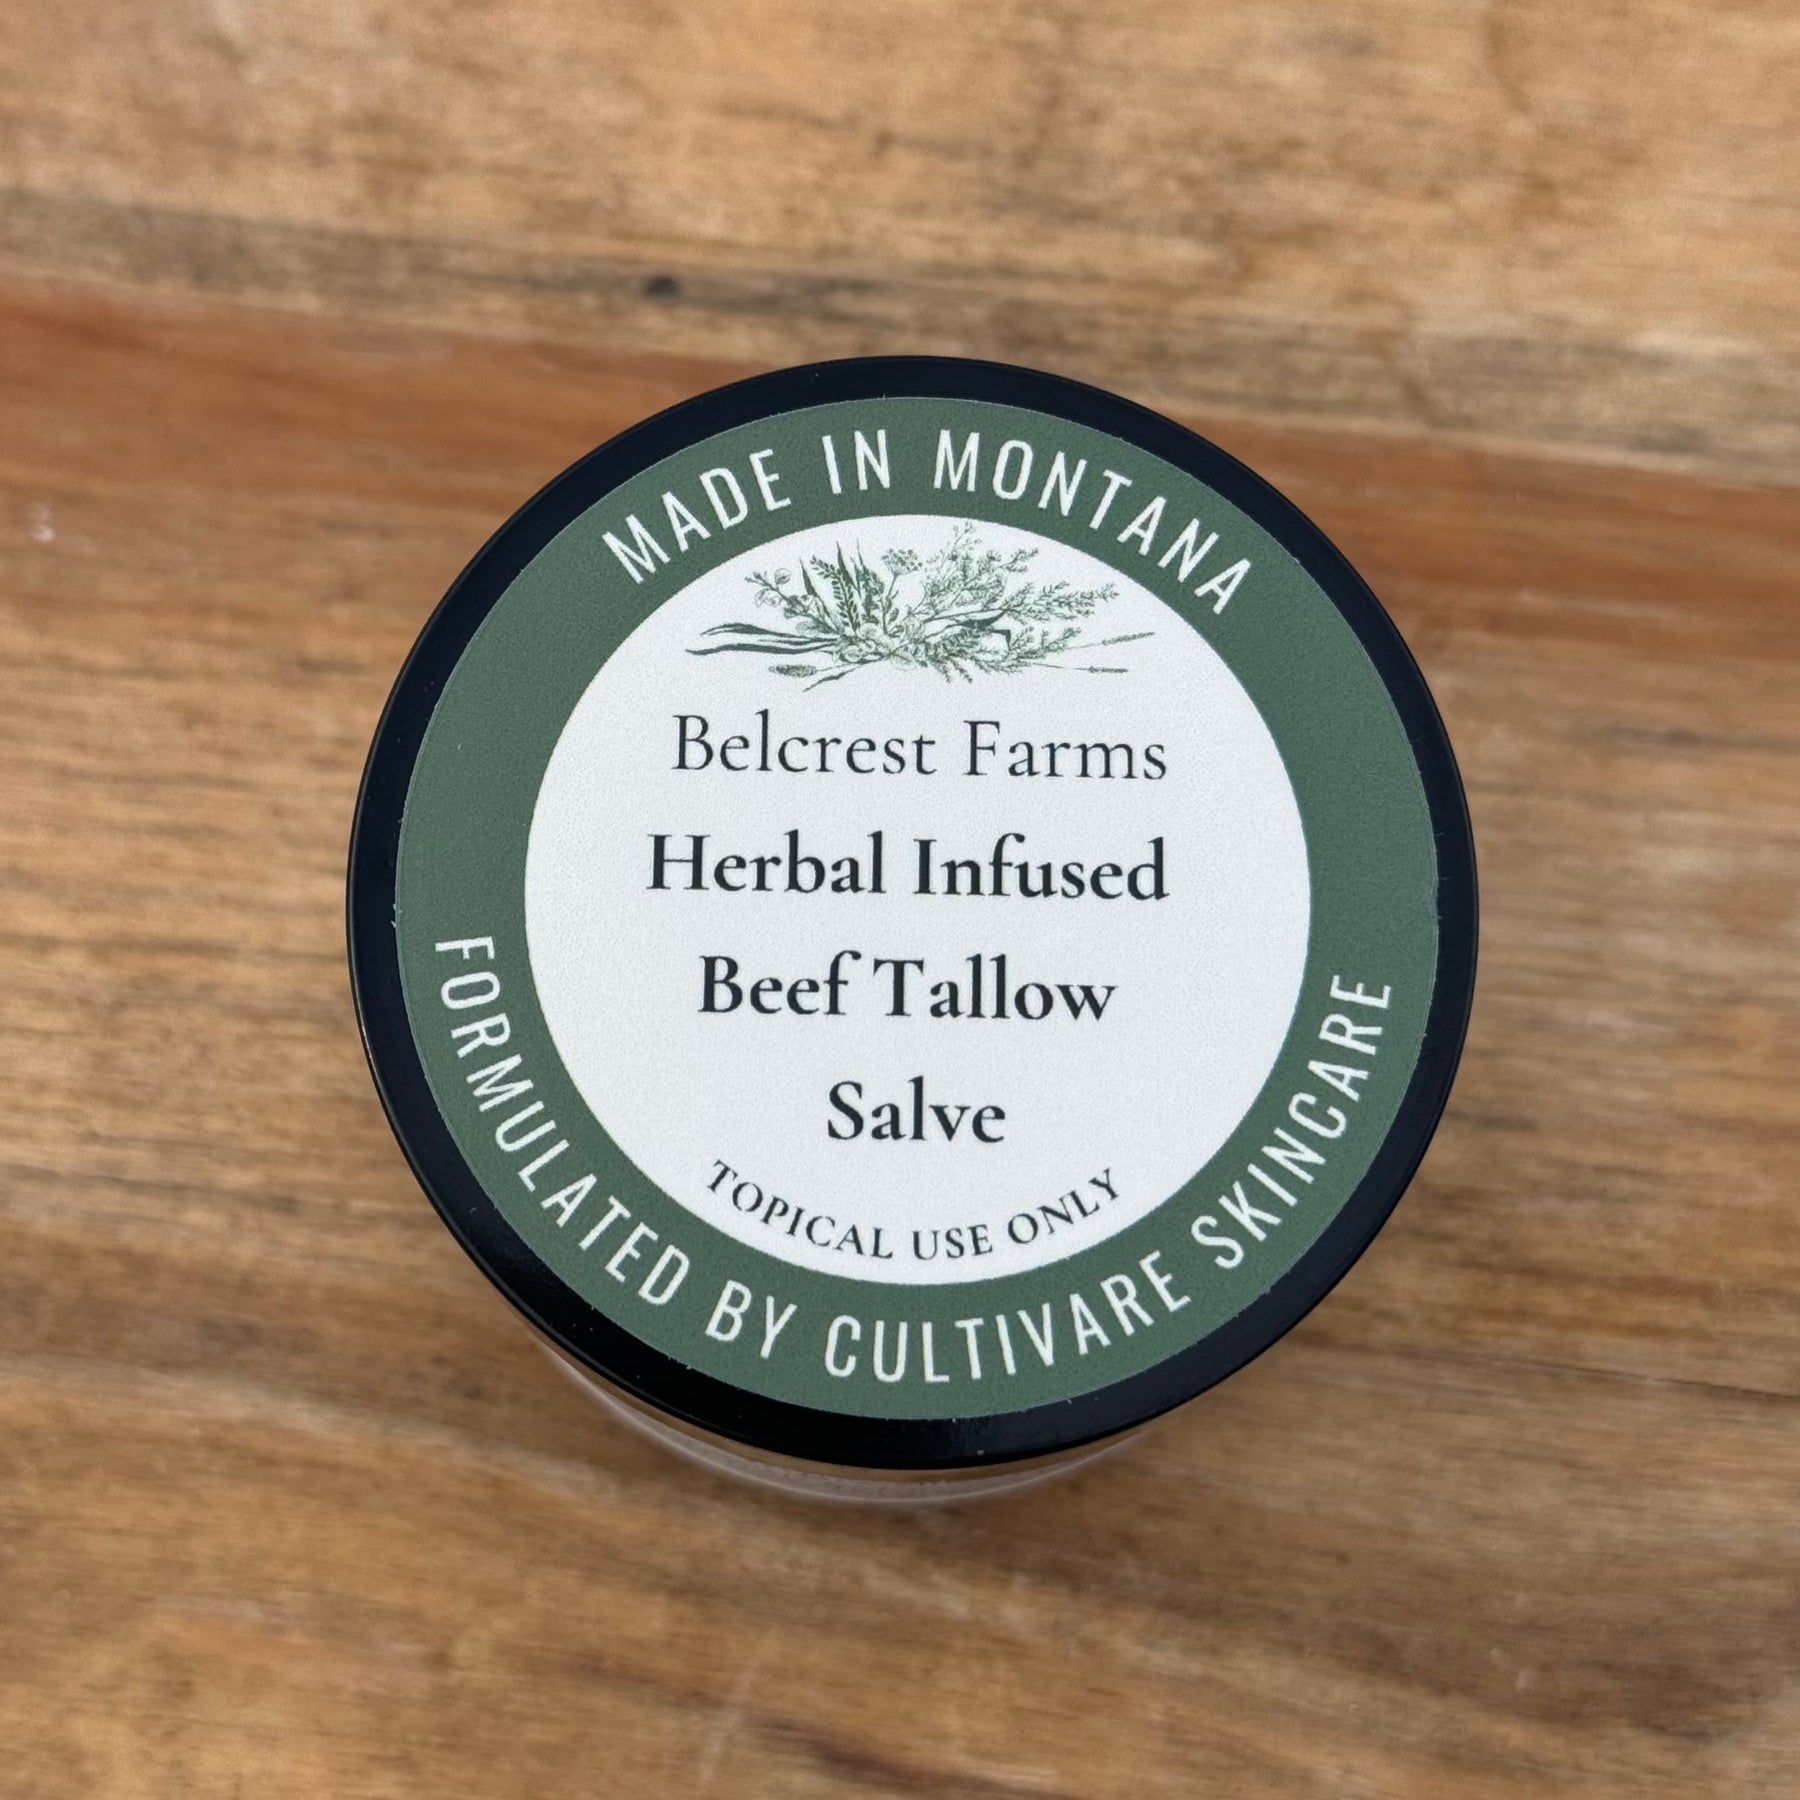 MADE IN MONTANA
Belcrest Farms
Herbal Infused
Beef Tallow
Salve
TOPICAL USE ONLY
FORMULATED BY CULTIVARE SKINCARE